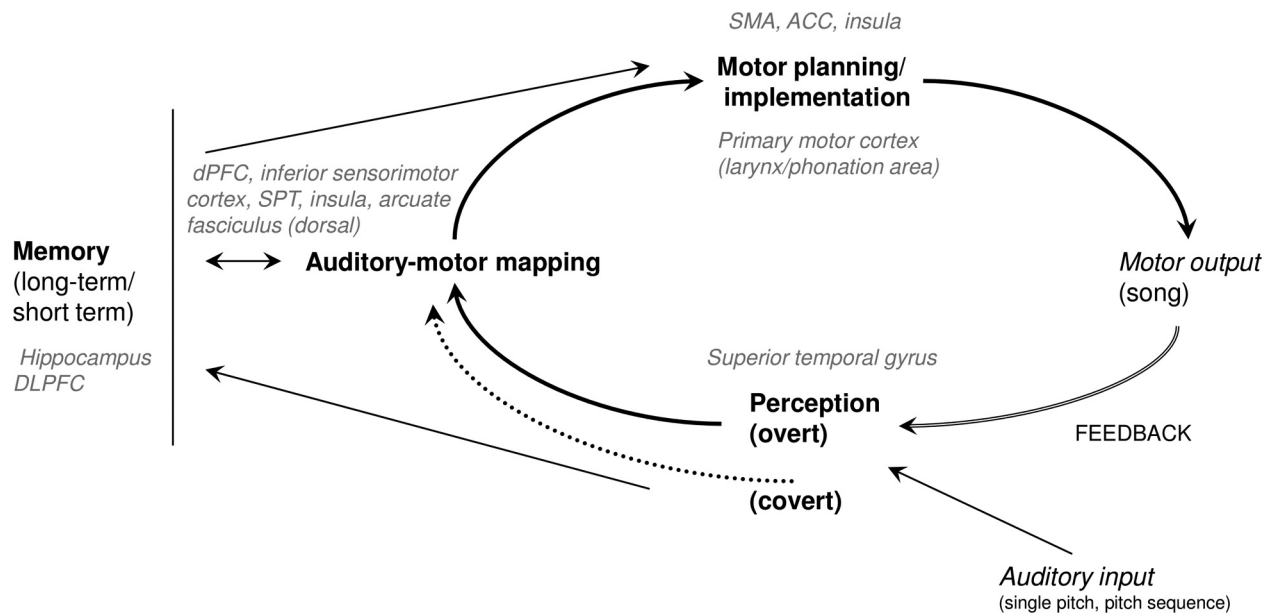 SMA, ACC, insula
Motor planning/
implementation
Primary motor cortex
(larynx/phonation area)
dPFC, inferior sensorimotor
cortex, SPT, insula, arcuate
fasciculus (dorsal)
Auditory-motor mapping
Memory
(long-term/
short term)
Hippocampus
DLPFC
Motor output
(song)
Superior temporal gyrus
Perception
(overt)
FEEDBACK
(covert)
Auditory input
(single pitch, pitch sequence)